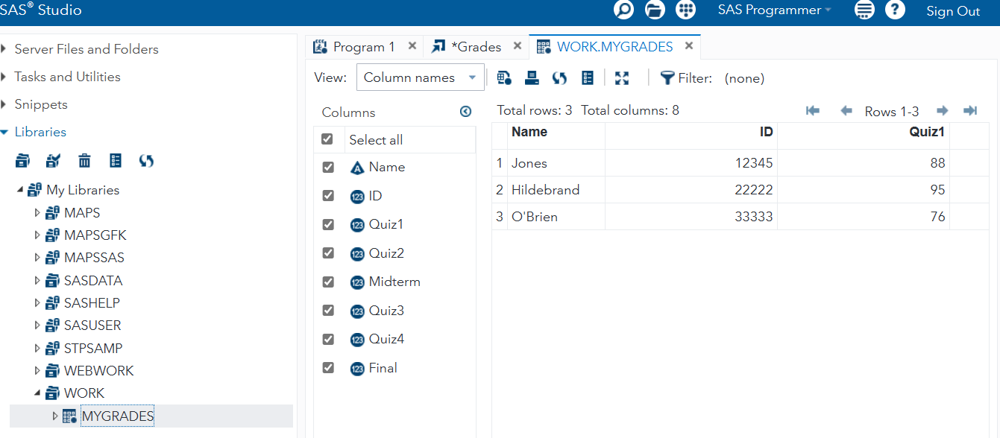 SAS® Studio
SAS Programmer
Sign Out
Server Files and Folders
Tasks and Utilities
Snippets
Libraries
My Libraries
MAPS
MAPSGFK
MAPSSAS
SASDATA
SASHELP
SASUSER
STPSAMP
WEBWORK
WORK
MYGRADES
Program 1
*Grades
WORK.MYGRADES
View: Column names
Filter: (none)
Columns
Select all
Name
ID
Quiz1
Quiz2
Midterm
Quiz3
Quiz4
Final
Total rows: 3 Total columns: 8
Rows 1-3
Name ID Quiz1
1 Jones 12345 88
2 Hildebrand 22222 95
3 O'Brien 33333 76